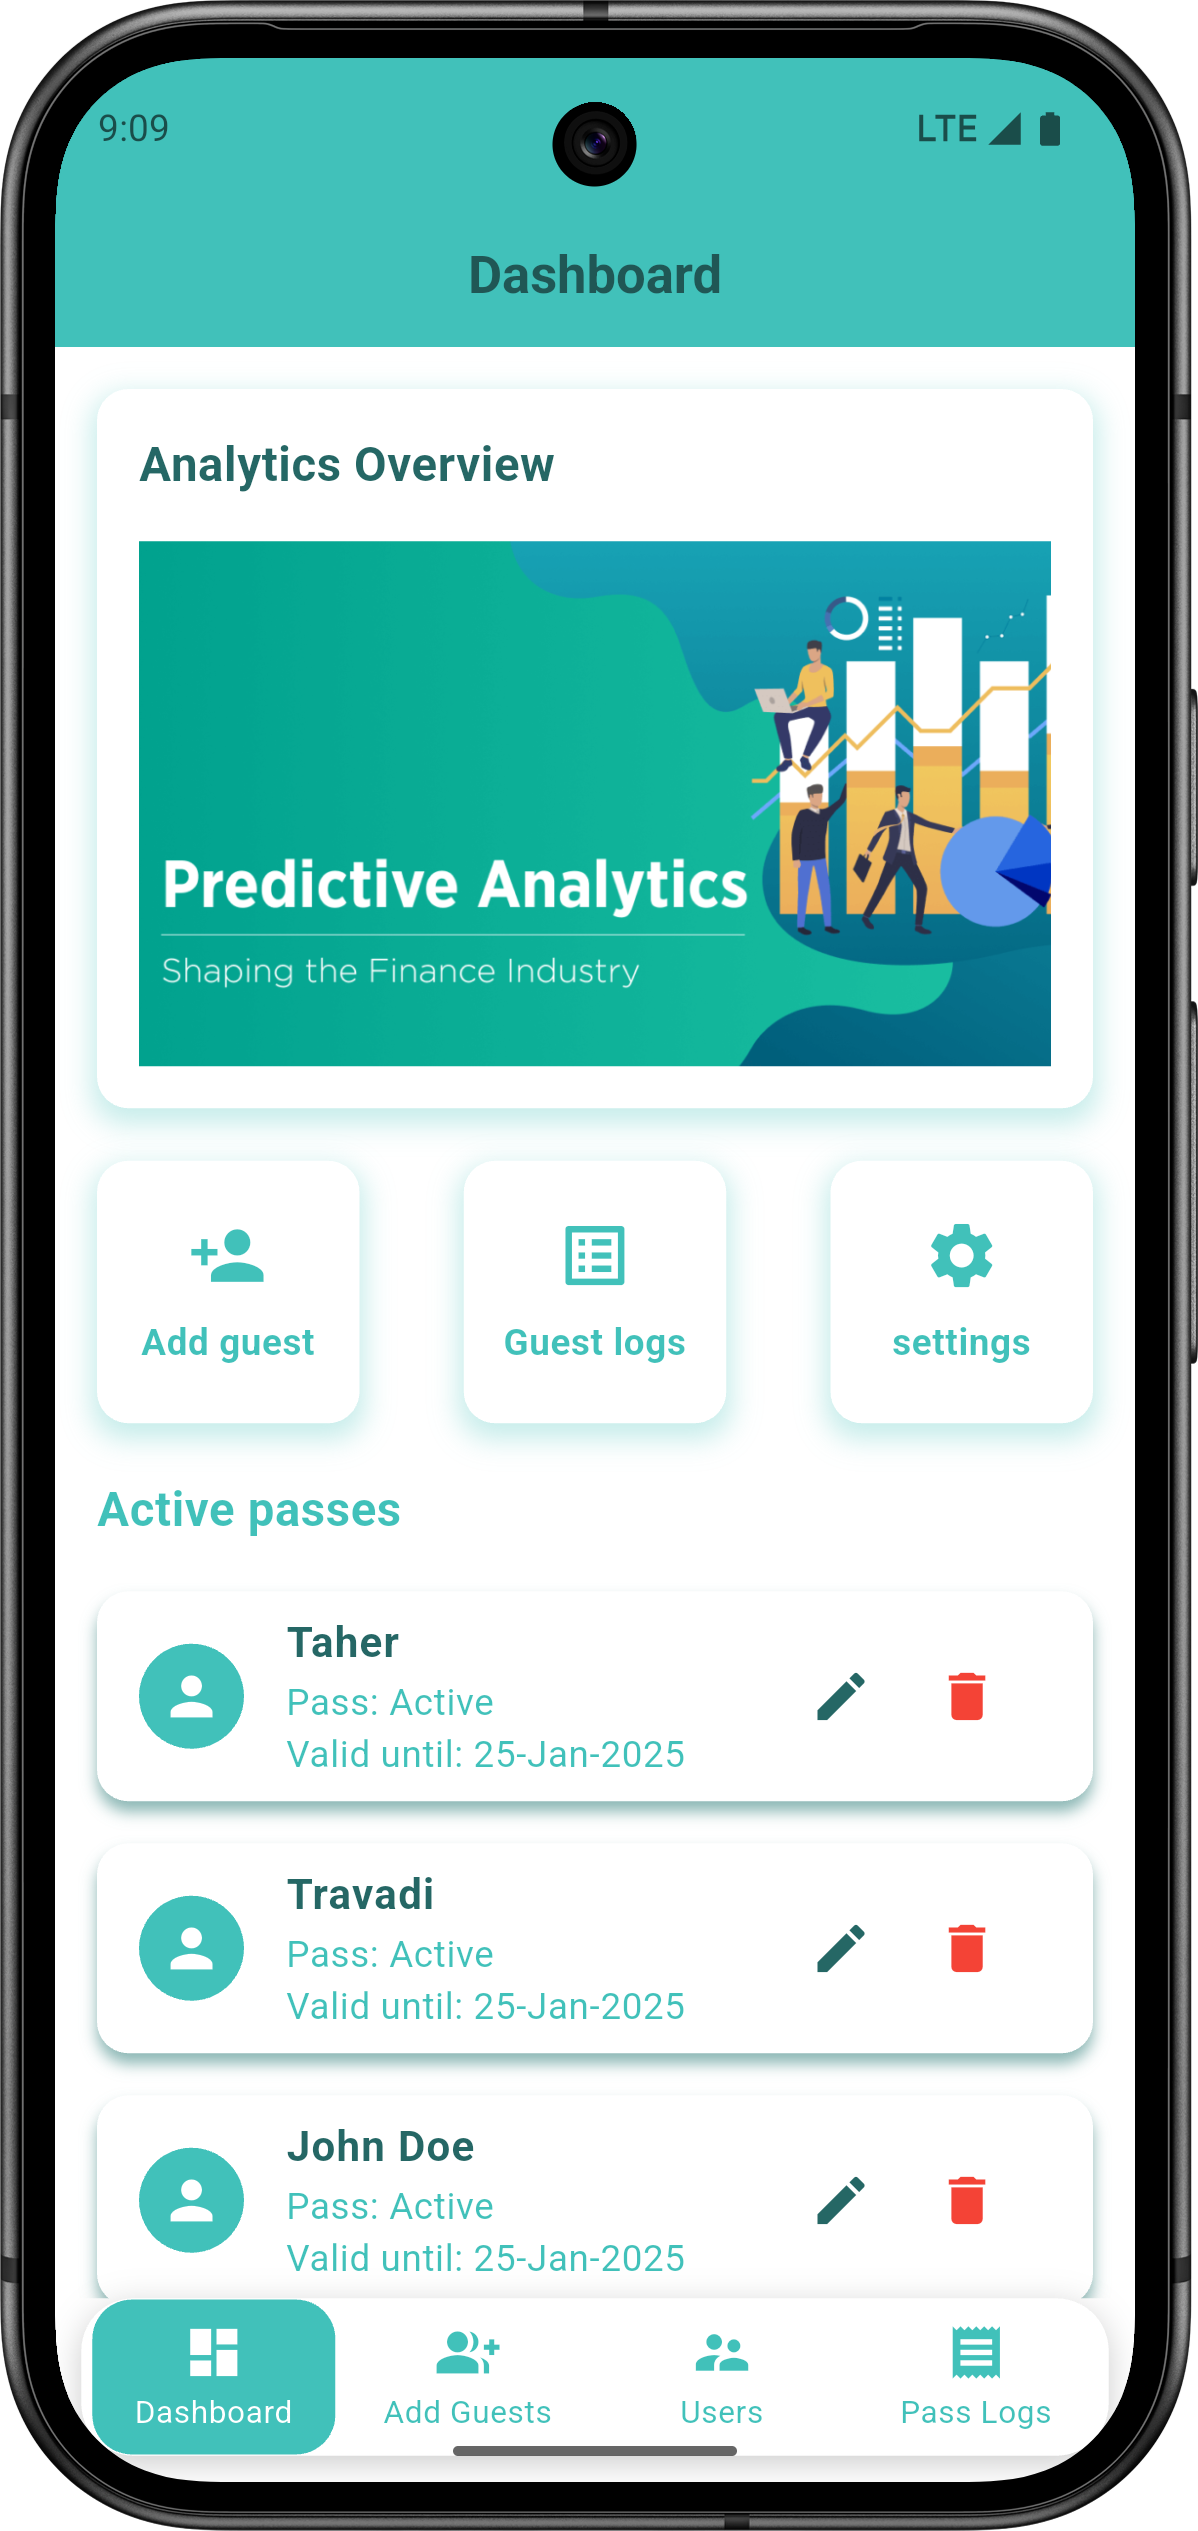 9:09
LTE
Dashboard
Analytics Overview
Predictive Analytics
Shaping the Finance Industry
Add guest
Guest logs
settings
Active passes
Taher
Pass: Active
Valid until: 25-Jan-2025
Travadi
Pass: Active
Valid until: 25-Jan-2025
John Doe
Pass: Active
Valid until: 25-Jan-2025
Dashboard
Add Guests
Users
Pass Logs